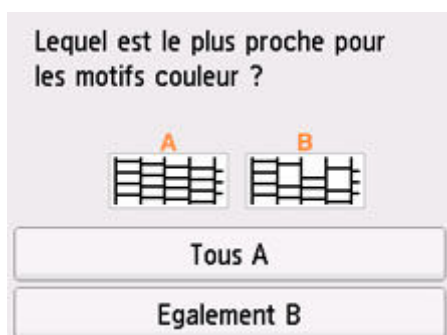 Lequel est le plus proche pour
les motifs couleur ?
A B
Tous A
Egalement B